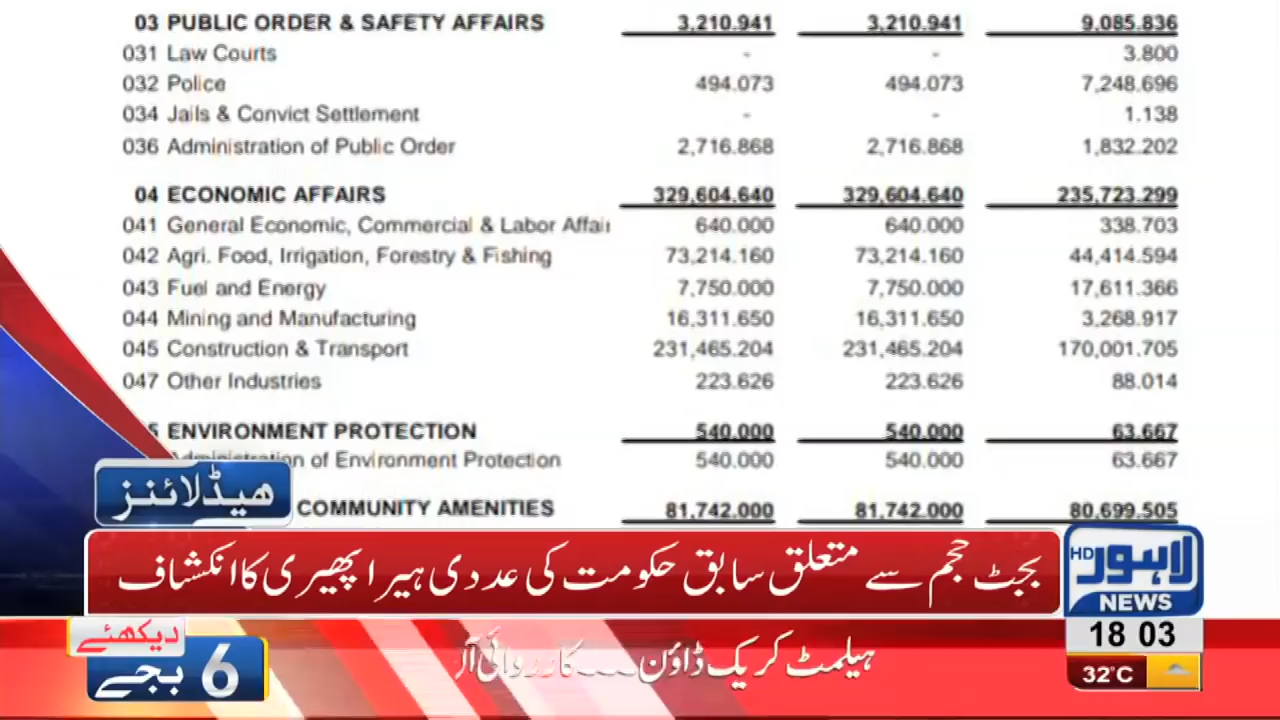 03 PUBLIC ORDER & SAFETY AFFAIRS 3,210.941 3,210.941 9,085.836
031 Law Courts - - 3.800
032 Police 494.073 494.073 7,248.696
034 Jails & Convict Settlement - - 1.138
036 Administration of Public Order 2,716.868 2,716.868 1,832.202
04 ECONOMIC AFFAIRS 329,604.640 329,604.640 235,723.299
041 General Economic, Commercial & Labor Affair 640.000 640.000 338.703
042 Agri. Food, Irrigation, Forestry & Fishing 73,214.160 73,214.160 44,414.594
043 Fuel and Energy 7,750.000 7,750.000 17,611.366
044 Mining and Manufacturing 16,311.650 16,311.650 3,268.917
045 Construction & Transport 231,465.204 231,465.204 170,001.705
047 Other Industries 223.626 223.626 88.014
5 ENVIRONMENT PROTECTION 540.000 540.000 63.667
Administration of Environment Protection 540.000 540.000 63.667
COMMUNITY AMENITIES 81,742.000 81,742.000 80,699.505
ہیڈلائنز
بجٹ حجم سے متعلق سابق حکومت کی عددی ہیرا پھیری کا انکشاف
لاہور HD
NEWS
18 03
32°C
دیکھئے
6 بجے
ہیلمٹ کریک ڈاؤن۔۔۔ کارروائی